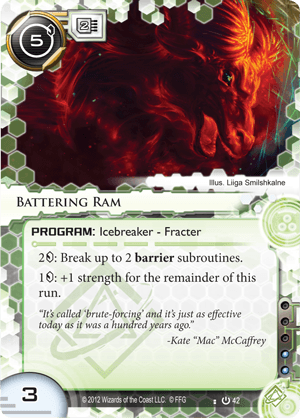 5
Illus. Liiga Smilshkalne
BATTERING RAM
PROGRAM: Icebreaker - Fracter
2: Break up to 2 barrier subroutines.
1: +1 strength for the remainder of this
run.
“It’s called ‘brute-forcing’ and it’s just as effective
today as it was a hundred years ago.”
-Kate “Mac” McCaffrey
3
© 2012 Wizards of the Coast LLC. © FFG
42